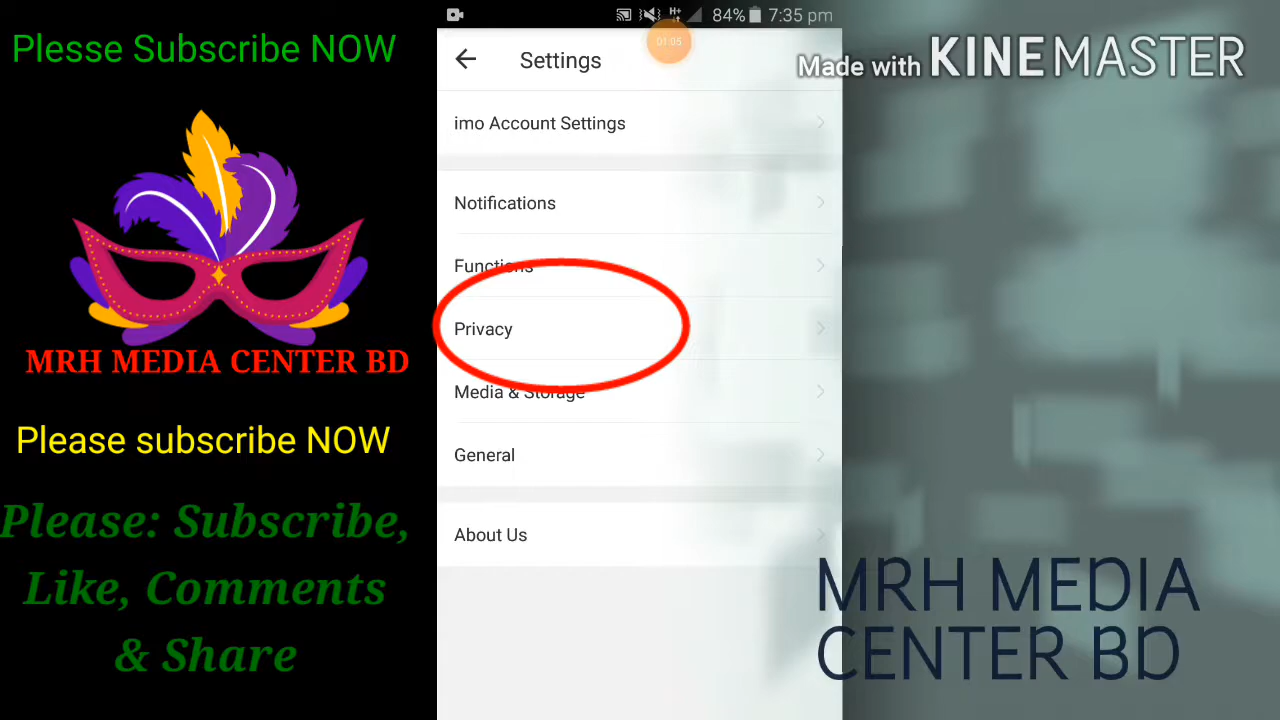 Plesse Subscribe NOW
MRH MEDIA CENTER BD
Please subscribe NOW
Please: Subscribe,
Like, Comments
& Share
H+
84%
7:35 pm
01:05
Settings
imo Account Settings
Notifications
Functions
Privacy
Media & Storage
General
About Us
Made with KINEMASTER
MRH MEDIA
CENTER BD